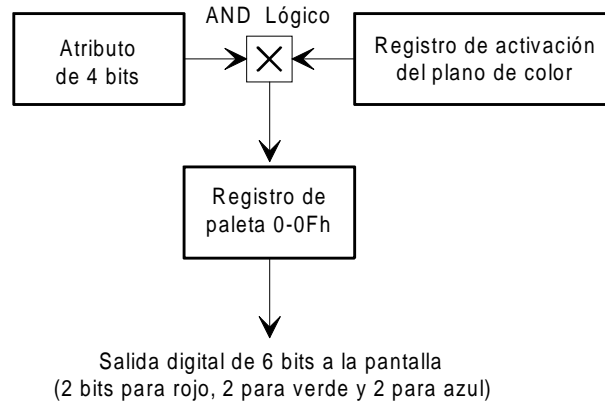 AND Lógico
Atributo
de 4 bits
Registro de activación
del plano de color
Registro de
paleta 0-0Fh
Salida digital de 6 bits a la pantalla
(2 bits para rojo, 2 para verde y 2 para azul)